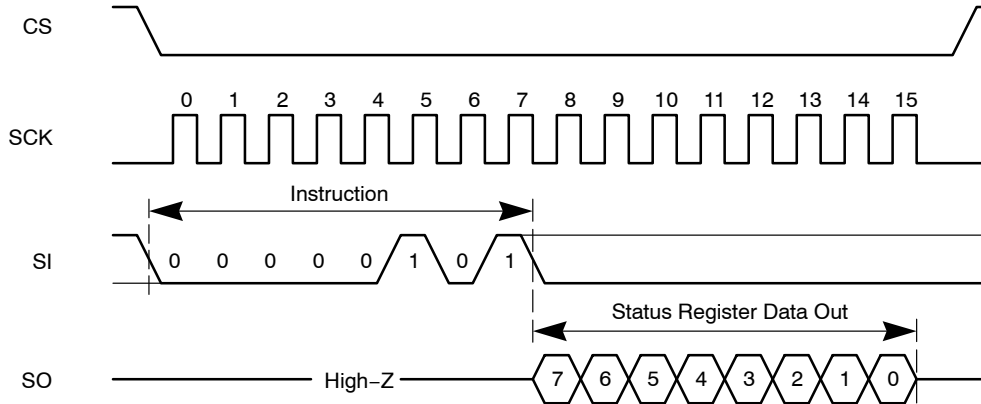 CS
0 1 2 3 4 5 6 7 8 9 10 11 12 13 14 15
SCK
Instruction
SI 0 0 0 0 0 1 0 1
Status Register Data Out
SO High−Z 7 6 5 4 3 2 1 0